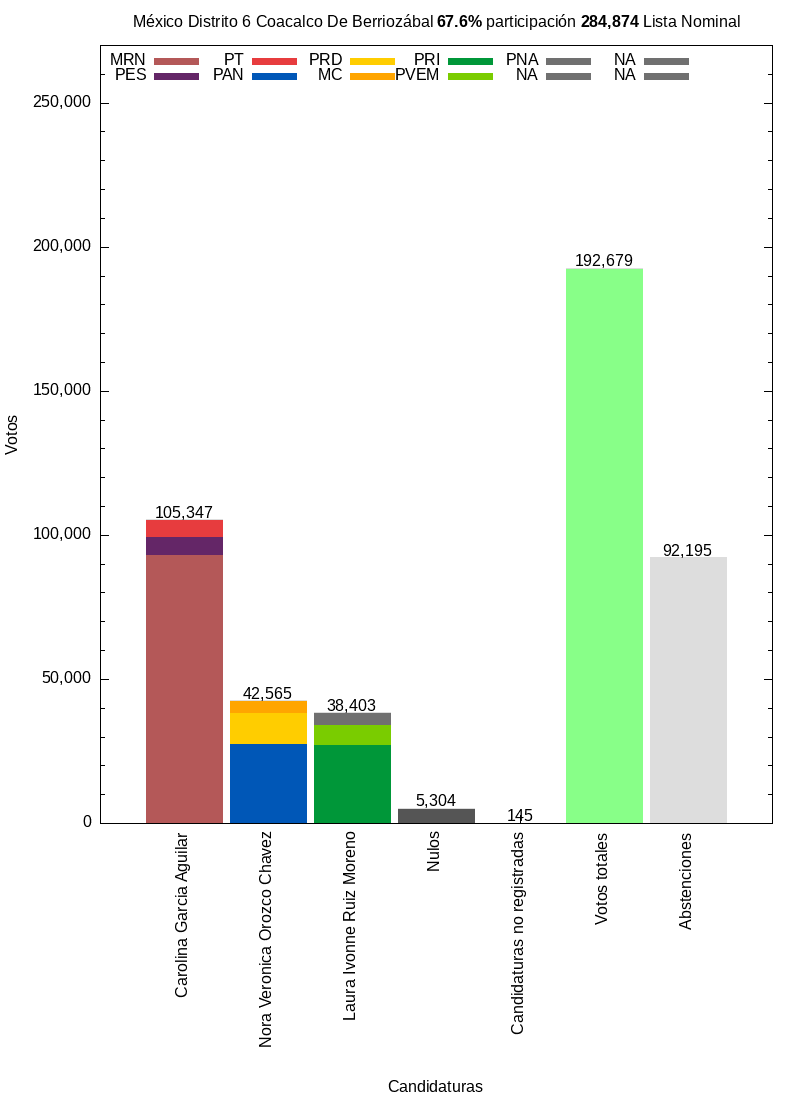 México Distrito 6 Coacalco De Berriozábal 67.6% participación 284,874 Lista Nominal
MRN PT PRD PRI PNA NA
PES PAN MC PVEM NA NA
250,000
200,000
150,000
100,000
50,000
0
Votos
105,347
42,565
38,403
5,304
145
192,679
92,195
Carolina Garcia Aguilar
Nora Veronica Orozco Chavez
Laura Ivonne Ruiz Moreno
Nulos
Candidaturas no registradas
Votos totales
Abstenciones
Candidaturas